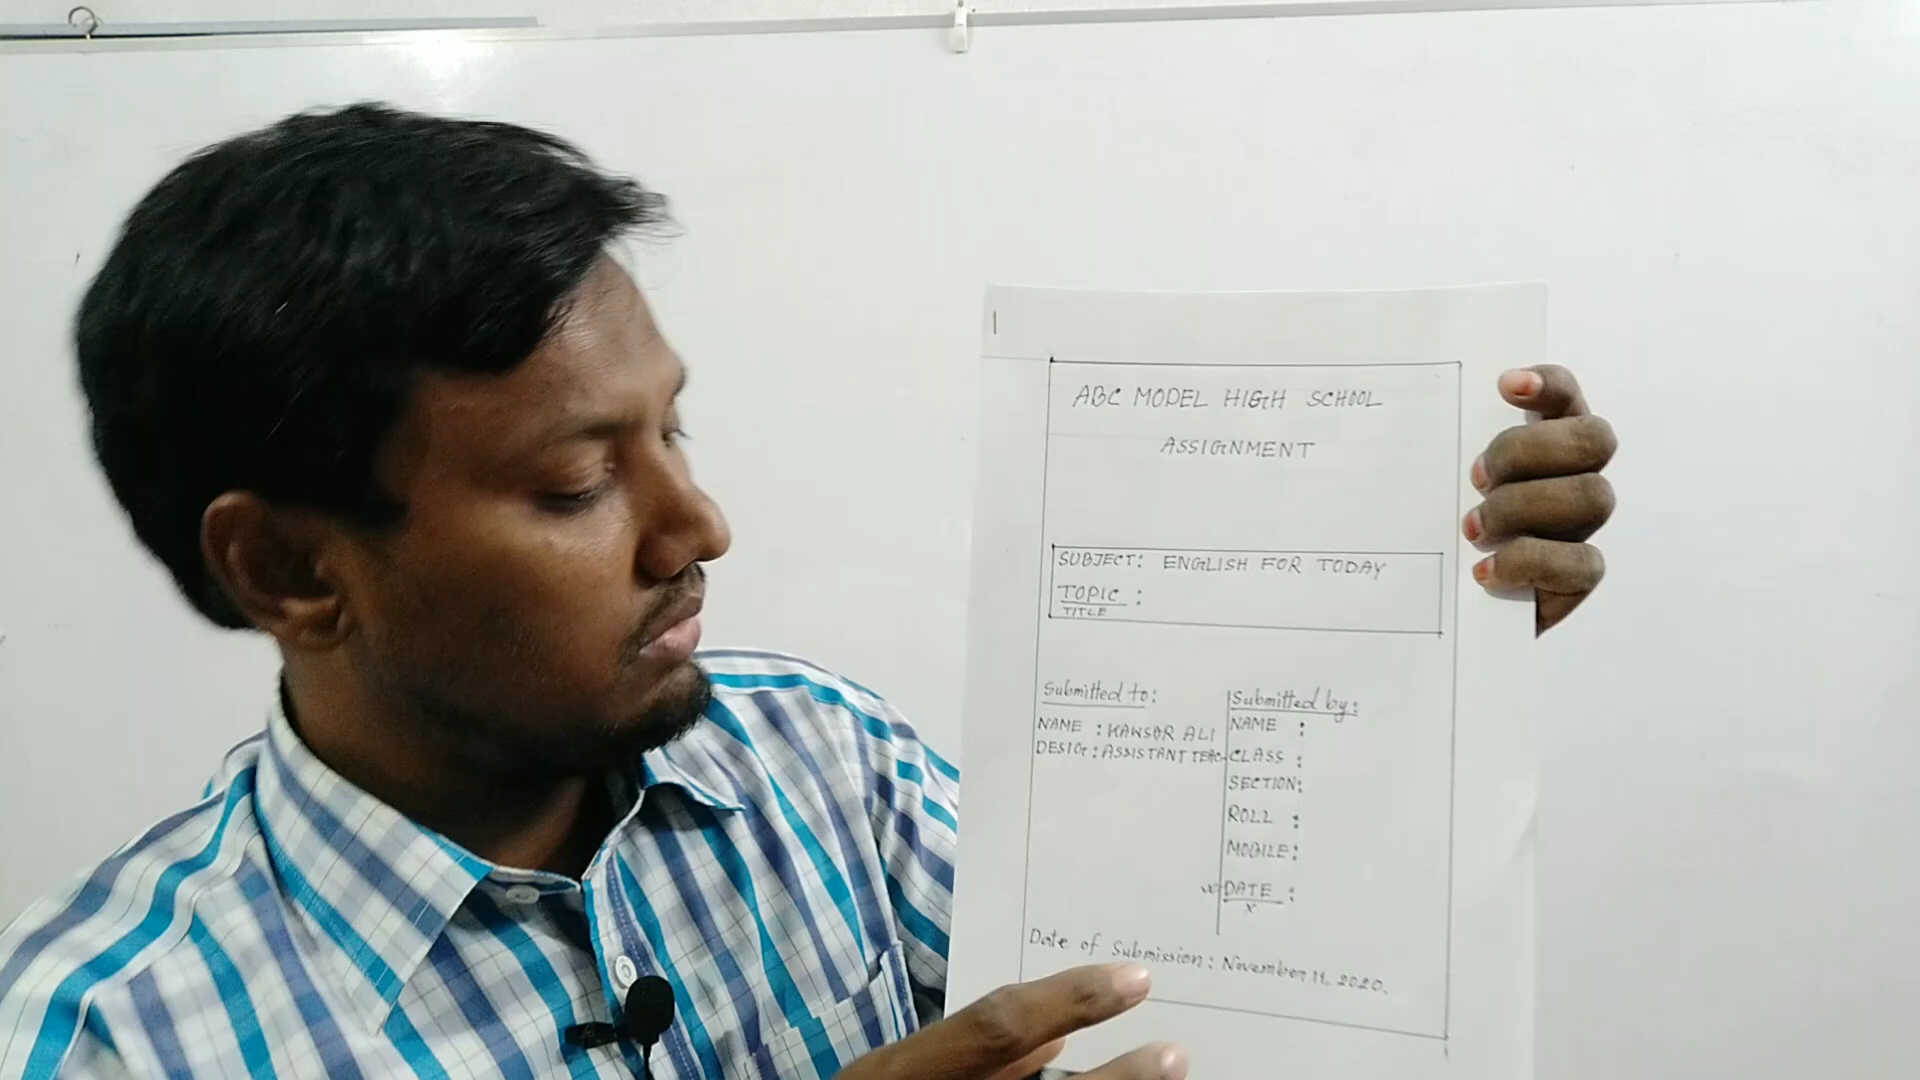 1
ABC MODEL HIGH SCHOOL
ASSIGNMENT
SUBJECT: ENGLISH FOR TODAY
TOPIC :
TITLE
Submitted to:
NAME : KAWSAR ALI
DESIG : ASSISTANT TEAC
Submitted by:
NAME :
CLASS :
SECTION:
ROLL :
MOBILE:
DATE :
x
Date of Submission: November 11, 2020.